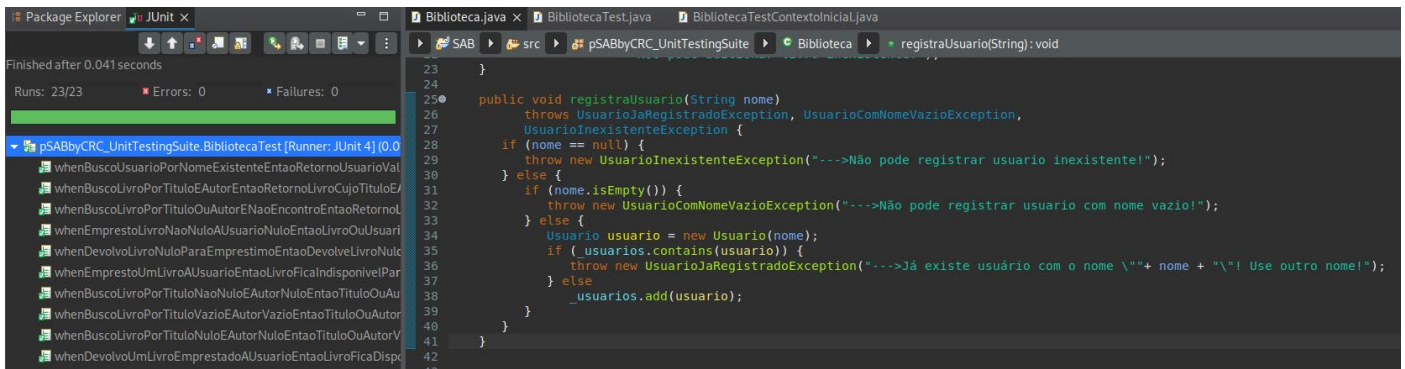 Package Explorer JUnit ×
Finished after 0.041 seconds
Runs: 23/23 Errors: 0 Failures: 0
pSABbyCRC_UnitTestingSuite.BibliotecaTest [Runner: JUnit 4] (0.0
whenBuscoUsuarioPorNomeExistenteEntaoRetornoUsuarioVal
whenBuscoLivroPorTituloEAutorEntaoRetornoLivroCujoTituloEA
whenBuscoLivroPorTituloOuAutorENaoEncontroEntaoRetornoL
whenEmprestoLivroNaoNuloAUsuarioNuloEntaoLivroOuUsuari
whenDevolvoLivroNuloParaEmprestimoEntaoDevolveLivroNulo
whenEmprestoUmLivroAUsuarioEntaoLivroFicaIndisponivelPar
whenBuscoLivroPorTituloNaoNuloEAutorNuloEntaoTituloOuAu
whenBuscoLivroPorTituloVazioEAutorVazioEntaoTituloOuAutor
whenBuscoLivroPorTituloNuloEAutorNuloEntaoTituloOuAutorV
whenDevolvoUmLivroEmprestadoAUsuarioEntaoLivroFicaDispo
Biblioteca.java × BibliotecaTest.java BibliotecaTestContextoInicial.java
SAB src pSABbyCRC_UnitTestingSuite Biblioteca registraUsuario(String) : void
23 }
24
25 public void registraUsuario(String nome)
26 throws UsuarioJaRegistradoException, UsuarioComNomeVazioException,
27 UsuarioInexistenteException {
28 if (nome == null) {
29 throw new UsuarioInexistenteException("--->Não pode registrar usuario inexistente!");
30 } else {
31 if (nome.isEmpty()) {
32 throw new UsuarioComNomeVazioException("--->Não pode registrar usuario com nome vazio!");
33 } else {
34 Usuario usuario = new Usuario(nome);
35 if (_usuarios.contains(usuario)) {
36 throw new UsuarioJaRegistradoException("--->Já existe usuário com o nome \""+ nome + "\"! Use outro nome!");
37 } else
38 _usuarios.add(usuario);
39 }
40 }
41 }
42